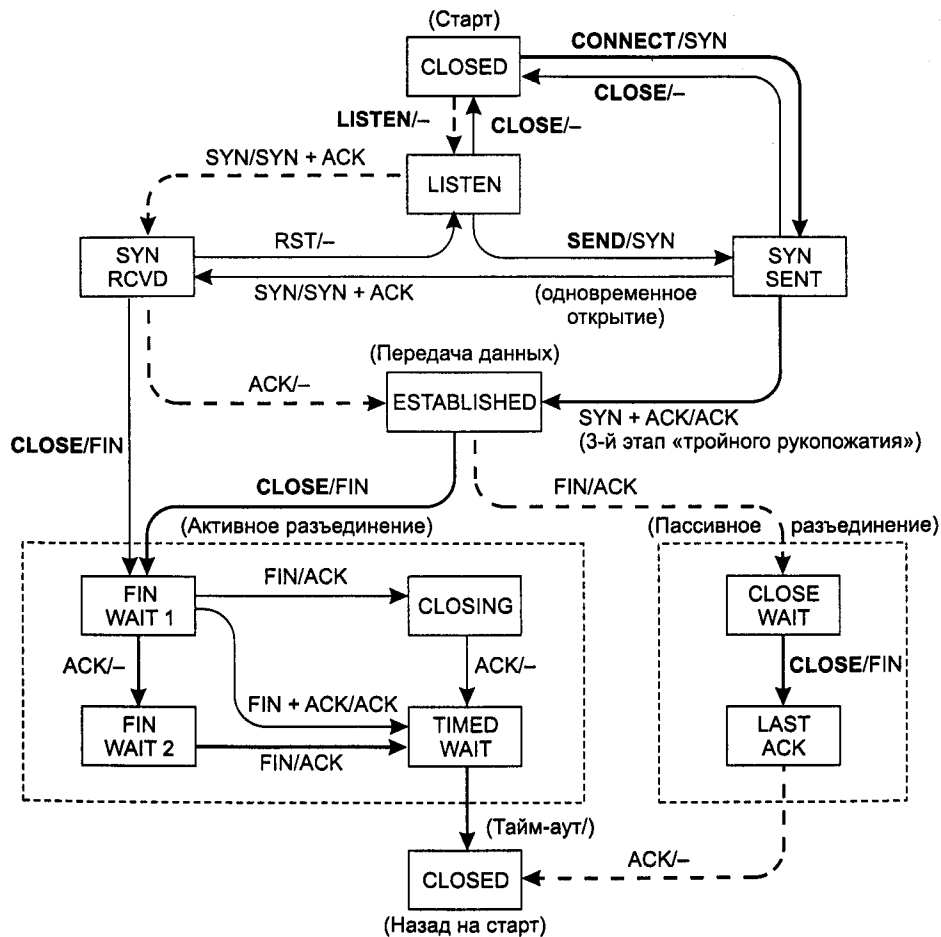 (Старт)
CLOSED
CONNECT/SYN
CLOSE/–
LISTEN/–
CLOSE/–
SYN/SYN + ACK
LISTEN
SYN
RCVD
RST/–
SEND/SYN
SYN
SENT
SYN/SYN + ACK
(одновременное
открытие)
(Передача данных)
ACK/–
ESTABLISHED
SYN + ACK/ACK
(3-й этап «тройного рукопожатия»)
CLOSE/FIN
CLOSE/FIN
FIN/ACK
(Активное разъединение)
(Пассивное разъединение)
FIN
WAIT 1
FIN/ACK
CLOSING
CLOSE
WAIT
ACK/–
ACK/–
CLOSE/FIN
FIN + ACK/ACK
FIN
WAIT 2
FIN/ACK
TIMED
WAIT
LAST
ACK
(Тайм-аут/)
ACK/–
CLOSED
(Назад на старт)